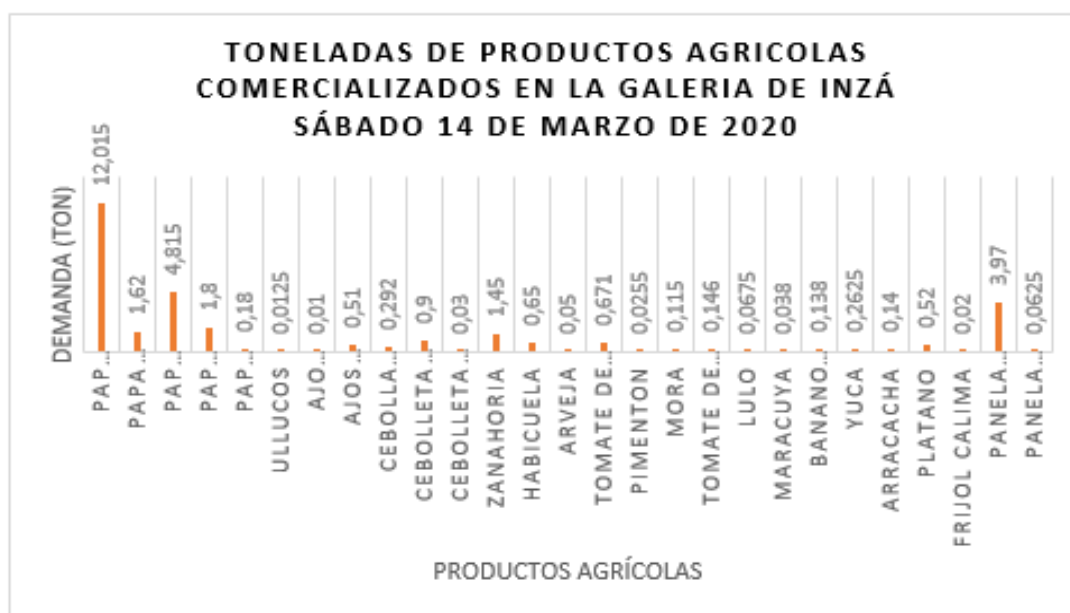 TONELADAS DE PRODUCTOS AGRICOLAS
COMERCIALIZADOS EN LA GALERIA DE INZÁ
SÁBADO 14 DE MARZO DE 2020
DEMANDA (TON)
12,015
1,62
4,815
1,8
0,18
0,0125
0,01
0,51
0,292
0,9
0,03
1,45
0,65
0,05
0,671
0,0255
0,115
0,146
0,0675
0,038
0,138
0,2625
0,14
0,52
0,02
3,97
0,0625
PAP...
PAPA...
PAP...
PAP...
PAP...
ULLUCOS
AJO...
AJOS...
CEBOLLA...
CEBOLLETA...
CEBOLLETA...
ZANAHORIA
HABICUELA
ARVEJA
TOMATE DE...
PIMENTON
MORA
TOMATE DE...
LULO
MARACUYA
BANANO...
YUCA
ARRACACHA
PLATANO
FRIJOL CALIMA
PANELA...
PANELA...
PRODUCTOS AGRÍCOLAS